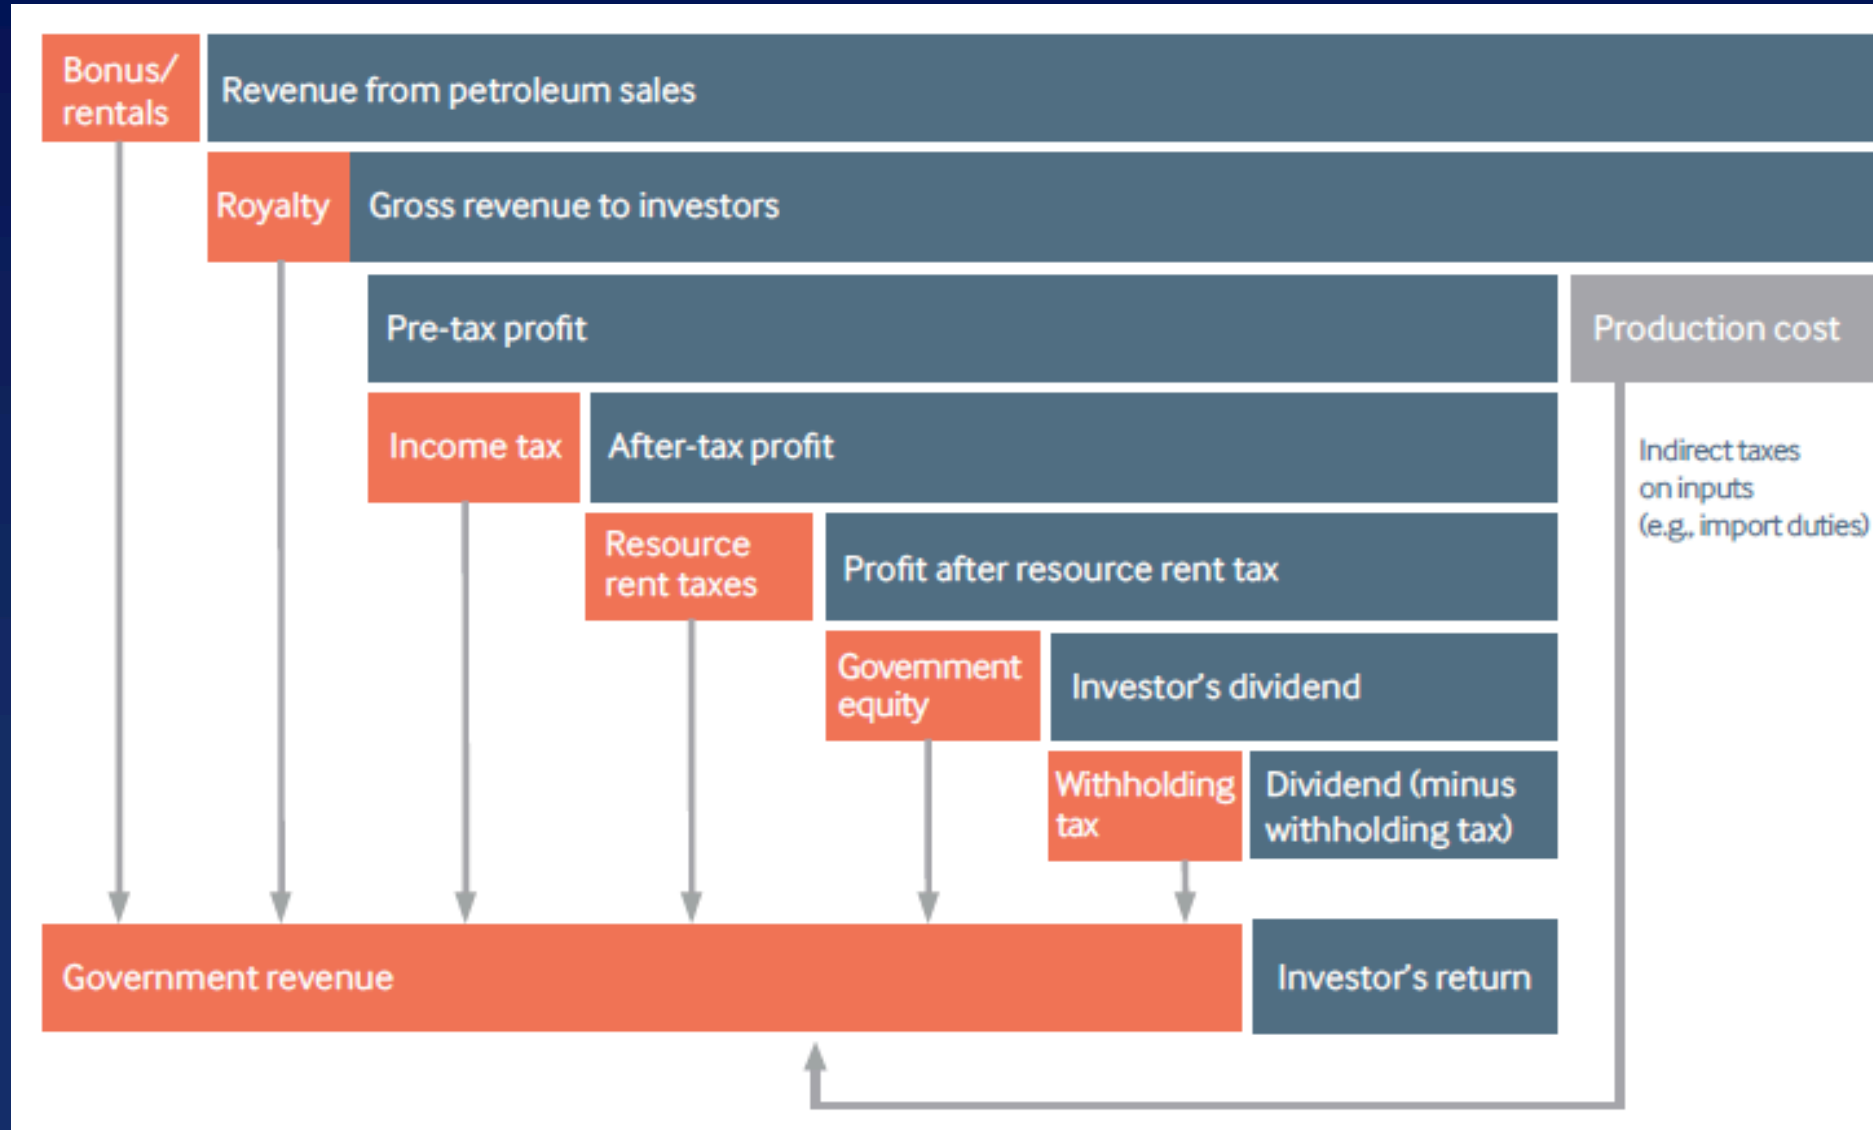 Bonus/
rentals
Revenue from petroleum sales
Royalty
Gross revenue to investors
Pre-tax profit
Production cost
Income tax
After-tax profit
Indirect taxes
on inputs
(e.g., import duties)
Resource
rent taxes
Profit after resource rent tax
Government
equity
Investor's dividend
Withholding
tax
Dividend (minus
withholding tax)
Government revenue
Investor's return